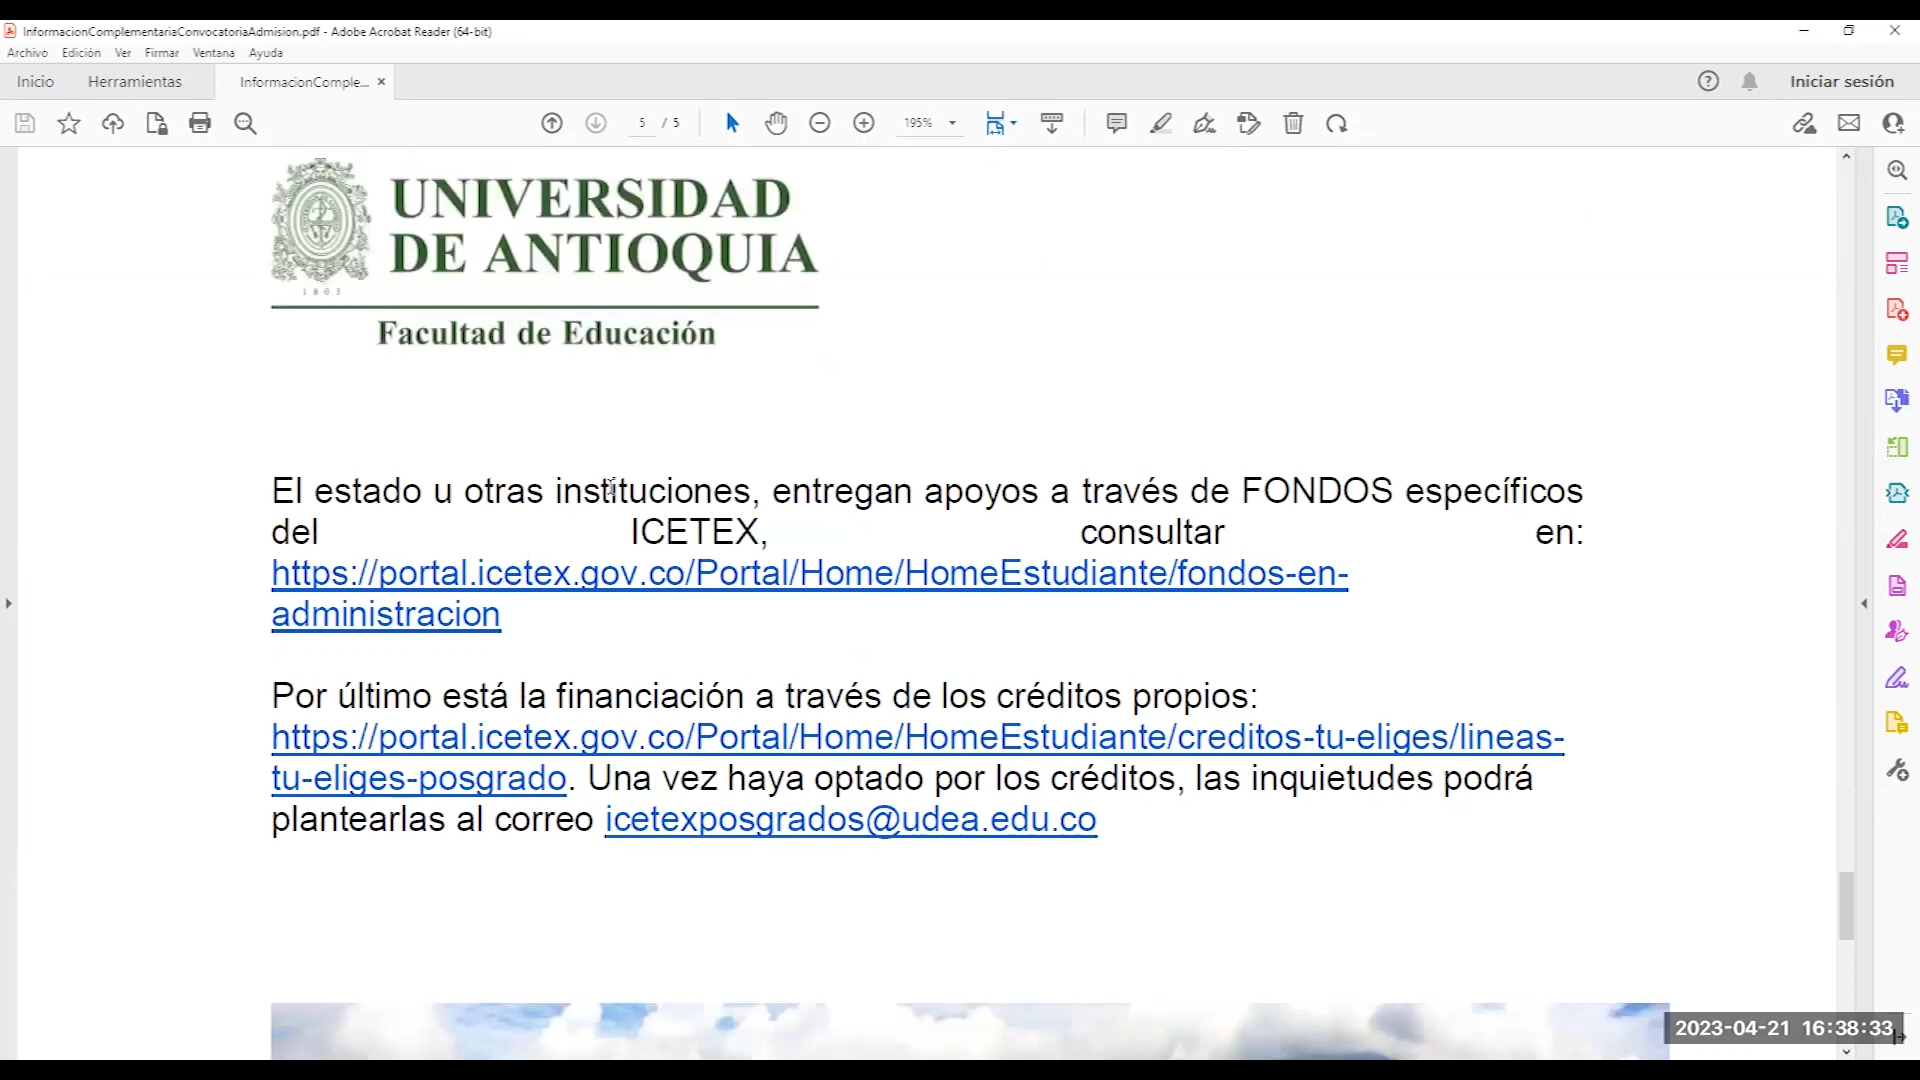 InformacionComplementariaConvocatoriaAdmision.pdf - Adobe Acrobat Reader (64-bit)
Archivo Edición Ver Firmar Ventana Ayuda
Inicio Herramientas InformacionComple... × Iniciar sesión
5 / 5 195%
UNIVERSIDAD
DE ANTIOQUIA
1803
Facultad de Educación
El estado u otras instituciones, entregan apoyos a través de FONDOS específicos
del ICETEX, consultar en:
https://portal.icetex.gov.co/Portal/Home/HomeEstudiante/fondos-en-
administracion
Por último está la financiación a través de los créditos propios:
https://portal.icetex.gov.co/Portal/Home/HomeEstudiante/creditos-tu-eliges/lineas-
tu-eliges-posgrado. Una vez haya optado por los créditos, las inquietudes podrá
plantearlas al correo icetexposgrados@udea.edu.co
2023-04-21 16:38:33